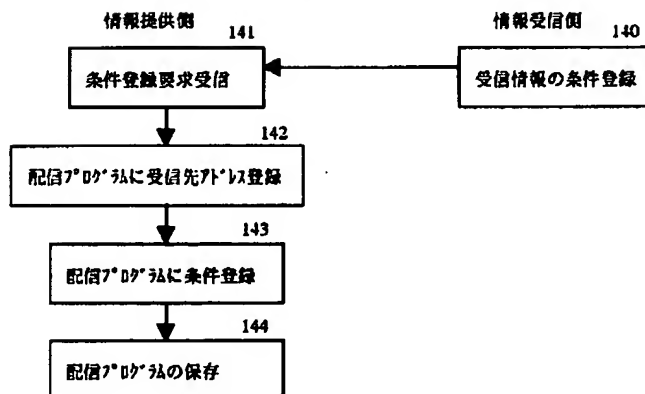 情報提供側
情報受信側
141
140
条件登録要求受信
受信情報の条件登録
142
配信ﾌﾟﾛｸﾞﾗﾑに受信先ｱﾄﾞﾚｽ登録
143
配信ﾌﾟﾛｸﾞﾗﾑに条件登録
144
配信ﾌﾟﾛｸﾞﾗﾑの保存